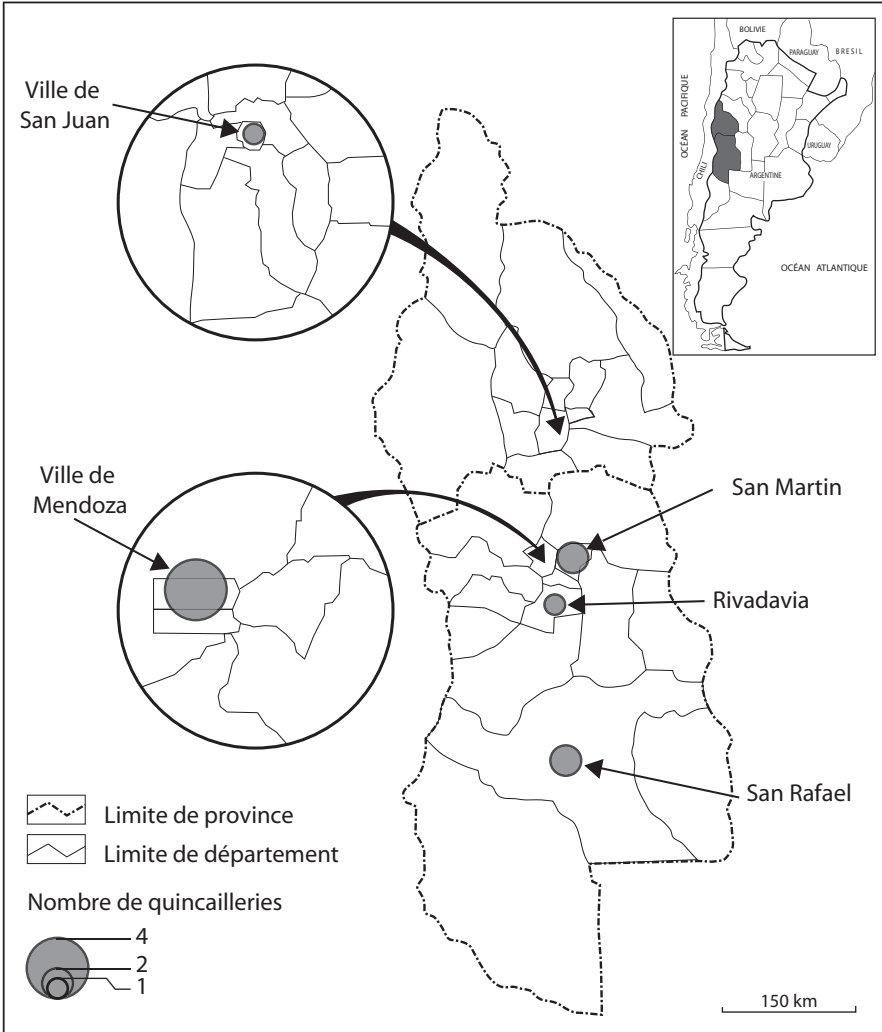 Ville de
San Juan
BOLIVIE
PARAGUAY
BRESIL
OCÉAN PACIFIQUE
CHILI
URUGUAY
ARGENTINE
OCÉAN ATLANTIQUE
Ville de
Mendoza
San Martin
Rivadavia
San Rafael
Limite de province
Limite de département
Nombre de quincailleries
4
2
1
150 km